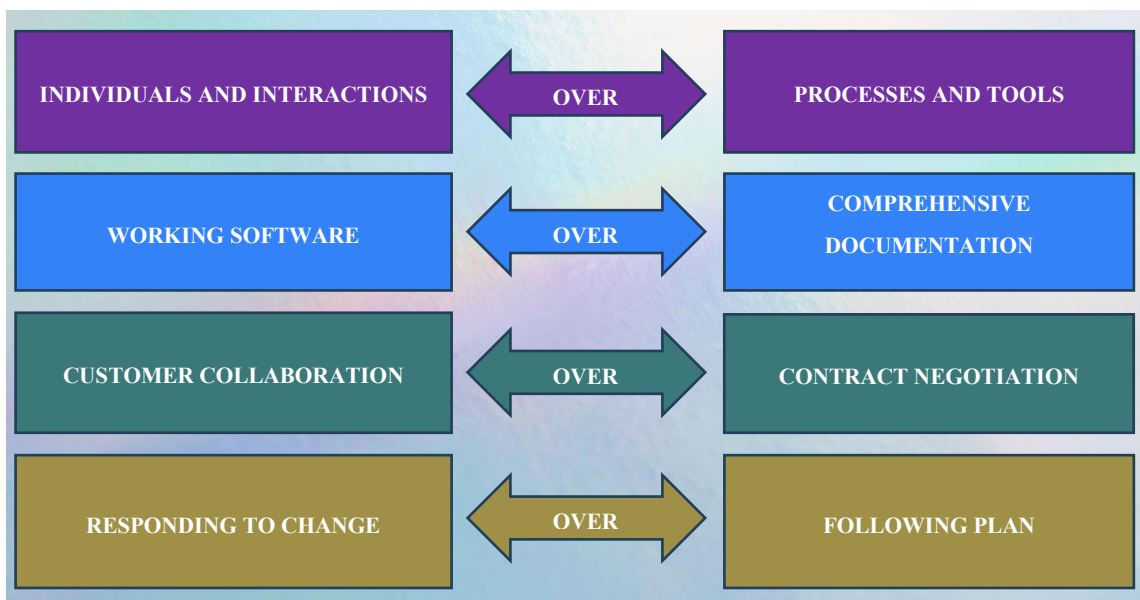 INDIVIDUALS AND INTERACTIONS
OVER
PROCESSES AND TOOLS
WORKING SOFTWARE
OVER
COMPREHENSIVE
DOCUMENTATION
CUSTOMER COLLABORATION
OVER
CONTRACT NEGOTIATION
RESPONDING TO CHANGE
OVER
FOLLOWING PLAN